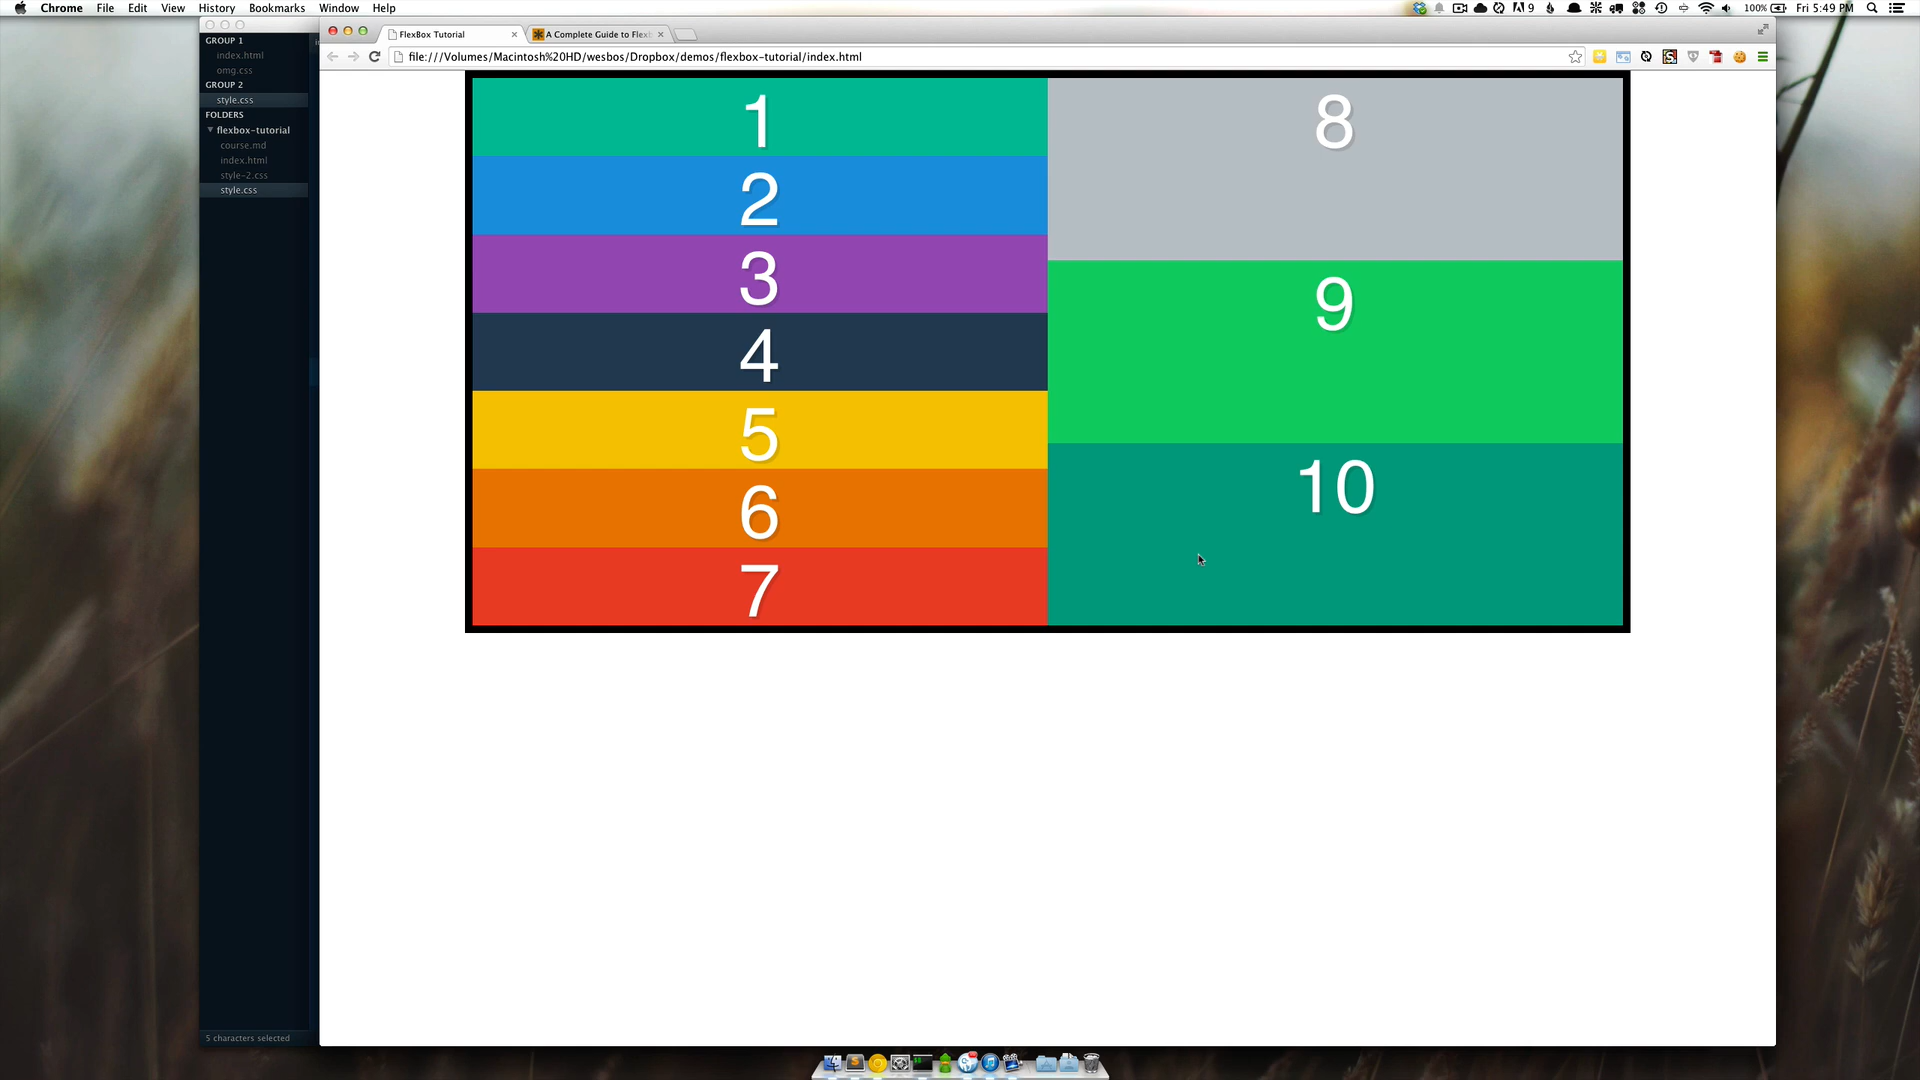 Chrome File Edit View History Bookmarks Window Help
9 100% Fri 5:49 PM
GROUP 1
index.html
omg.css
GROUP 2
style.css
FOLDERS
flexbox-tutorial
course.md
index.html
style-2.css
style.css
5 characters selected
FlexBox Tutorial
A Complete Guide to Flex
file:///Volumes/Macintosh%20HD/wesbos/Dropbox/demos/flexbox-tutorial/index.html
1
2
3
4
5
6
7
8
9
10